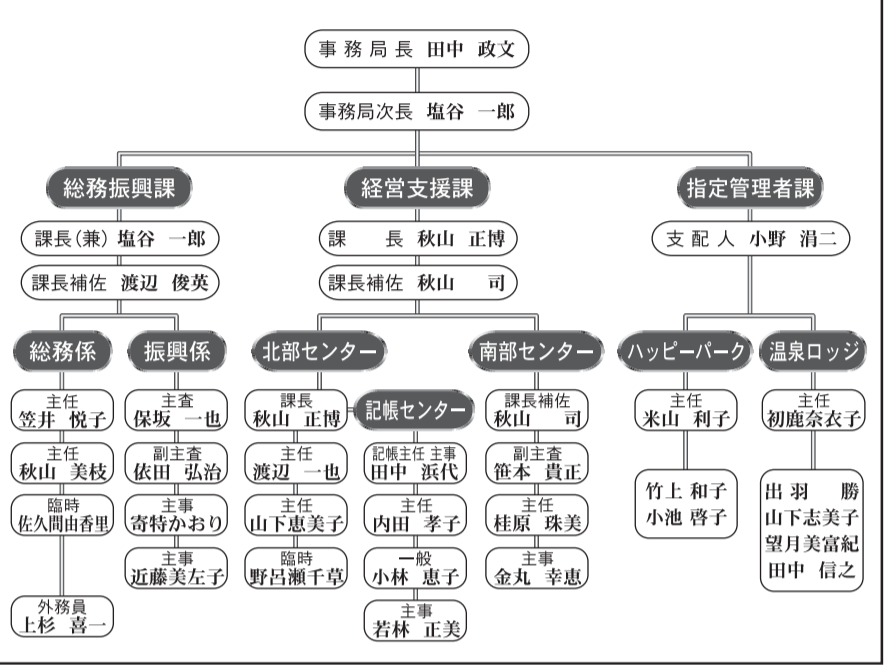 事務局長 田中 政文
事務局次長 塩谷 一郎
総務振興課
課長(兼) 塩谷 一郎
課長補佐 渡辺 俊英
総務係
主任
笠井 悦子
主任
秋山 美枝
臨時
佐久間由香里
外務員
上杉 喜一
振興係
主査
保坂 一也
副主査
依田 弘治
主事
寄特かおり
主事
近藤美左子
経営支援課
課長 秋山 正博
課長補佐 秋山 司
北部センター
課長
秋山 正博
主任
渡辺 一也
主任
山下恵美子
臨時
野呂瀬千草
記帳センター
記帳主任 主事
田中 浜代
主任
内田 孝子
一般
小林 恵子
主事
若林 正美
南部センター
課長補佐
秋山 司
副主査
笹本 貴正
主任
桂原 珠美
主事
金丸 幸恵
指定管理者課
支配人 小野 涓二
ハッピーパーク
主任
米山 利子
竹上 和子
小池 啓子
温泉ロッジ
主任
初鹿奈衣子
出羽 勝
山下志美子
望月美富紀
田中 信之